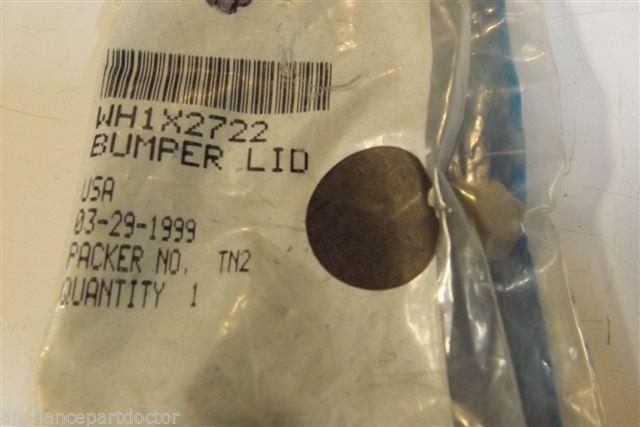 WH1X2722
BUMPER LID
USA
03-29-1999
PACKER NO. TN2
QUANTITY 1
appliancepartdoctor